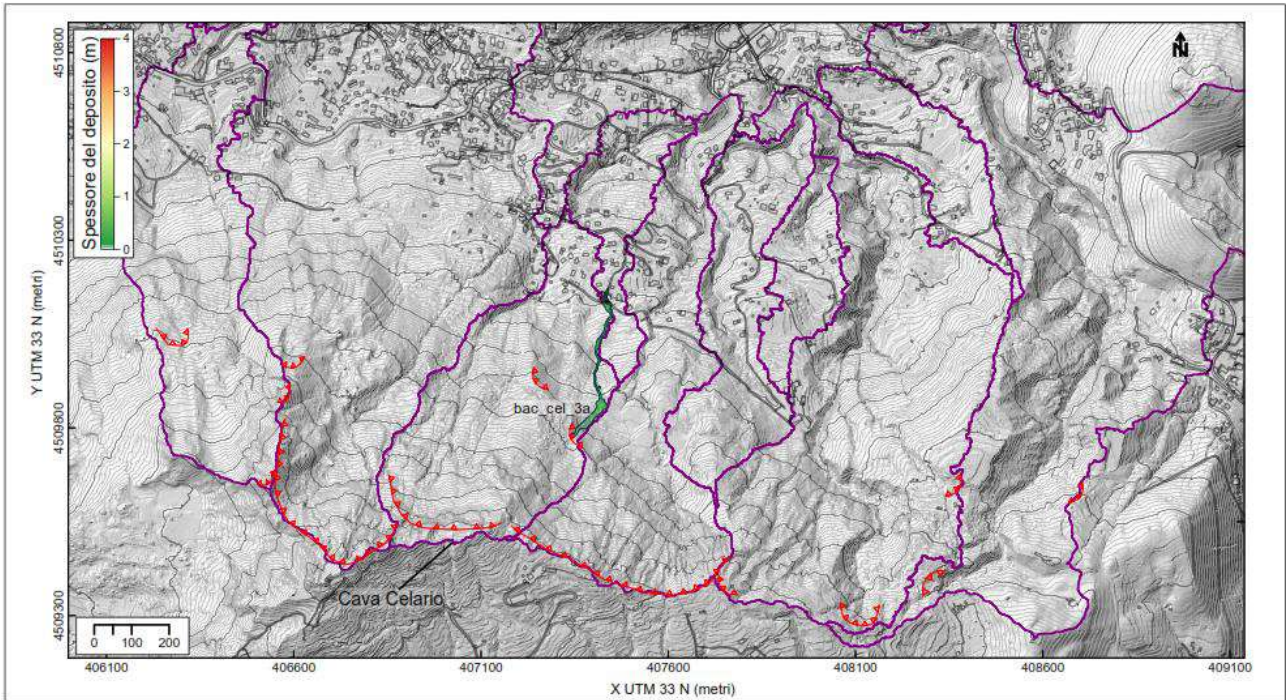 4510800
4510300
4509800
4509300
Y UTM 33 N (metri)
Spessore del deposito (m)
4
3
2
1
0
N
bac_cel_3a
Cava Celario
0 100 200
406100 406600 407100 407600 408100 408600 409100
X UTM 33 N (metri)